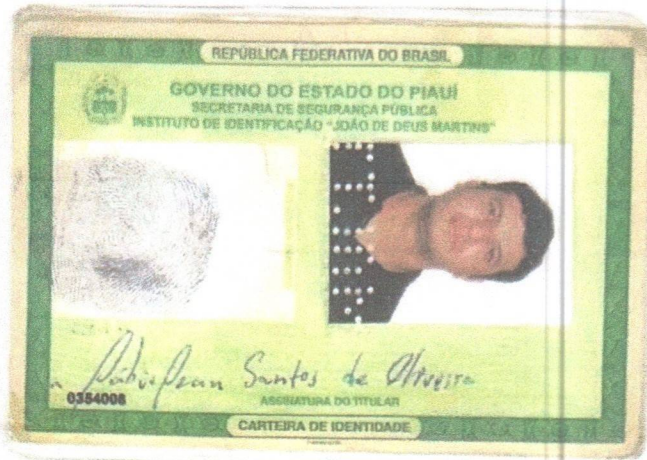 REPÚBLICA FEDERATIVA DO BRASIL
GOVERNO DO ESTADO DO PIAUÍ
SECRETARIA DE SEGURANÇA PÚBLICA
INSTITUTO DE IDENTIFICAÇÃO "JOÃO DE DEUS MARTINS"
Santos de Oliveira
0354008
ASSINATURA DO TITULAR
CARTEIRA DE IDENTIDADE